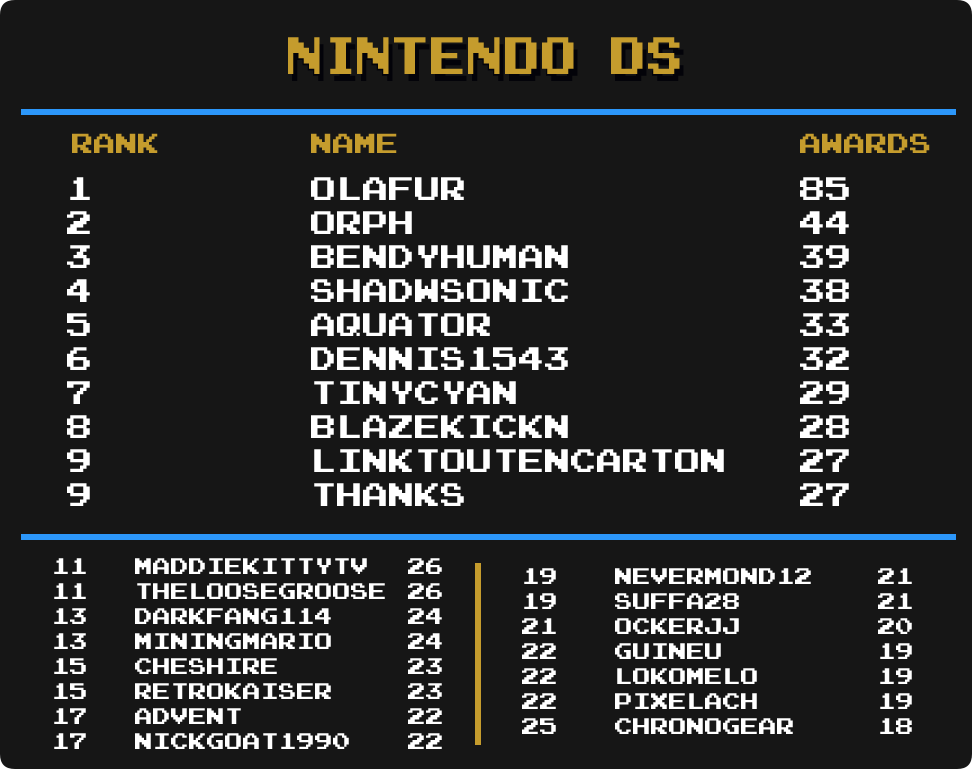 NINTENDO DS
RANK NAME AWARDS
1 OLAFUR 85
2 ORPH 44
3 BENDYHUMAN 39
4 SHADWSONIC 38
5 AQUATOR 33
6 DENNIS1543 32
7 TINYCYAN 29
8 BLAZEKICKN 28
9 LINKTOUTENCARTON 27
9 THANKS 27
11 MADDIEKITTYTV 26
11 THELOOSEGROOSE 26
13 DARKFANG114 24
13 MININGMARIO 24
15 CHESHIRE 23
15 RETROKAISER 23
17 ADVENT 22
17 NICKGOAT1990 22
19 NEVERMOND12 21
19 SUFFA28 21
21 OCKERJJ 20
22 GUINEU 19
22 LOKOMELO 19
22 PIXELACH 19
25 CHRONOGEAR 18